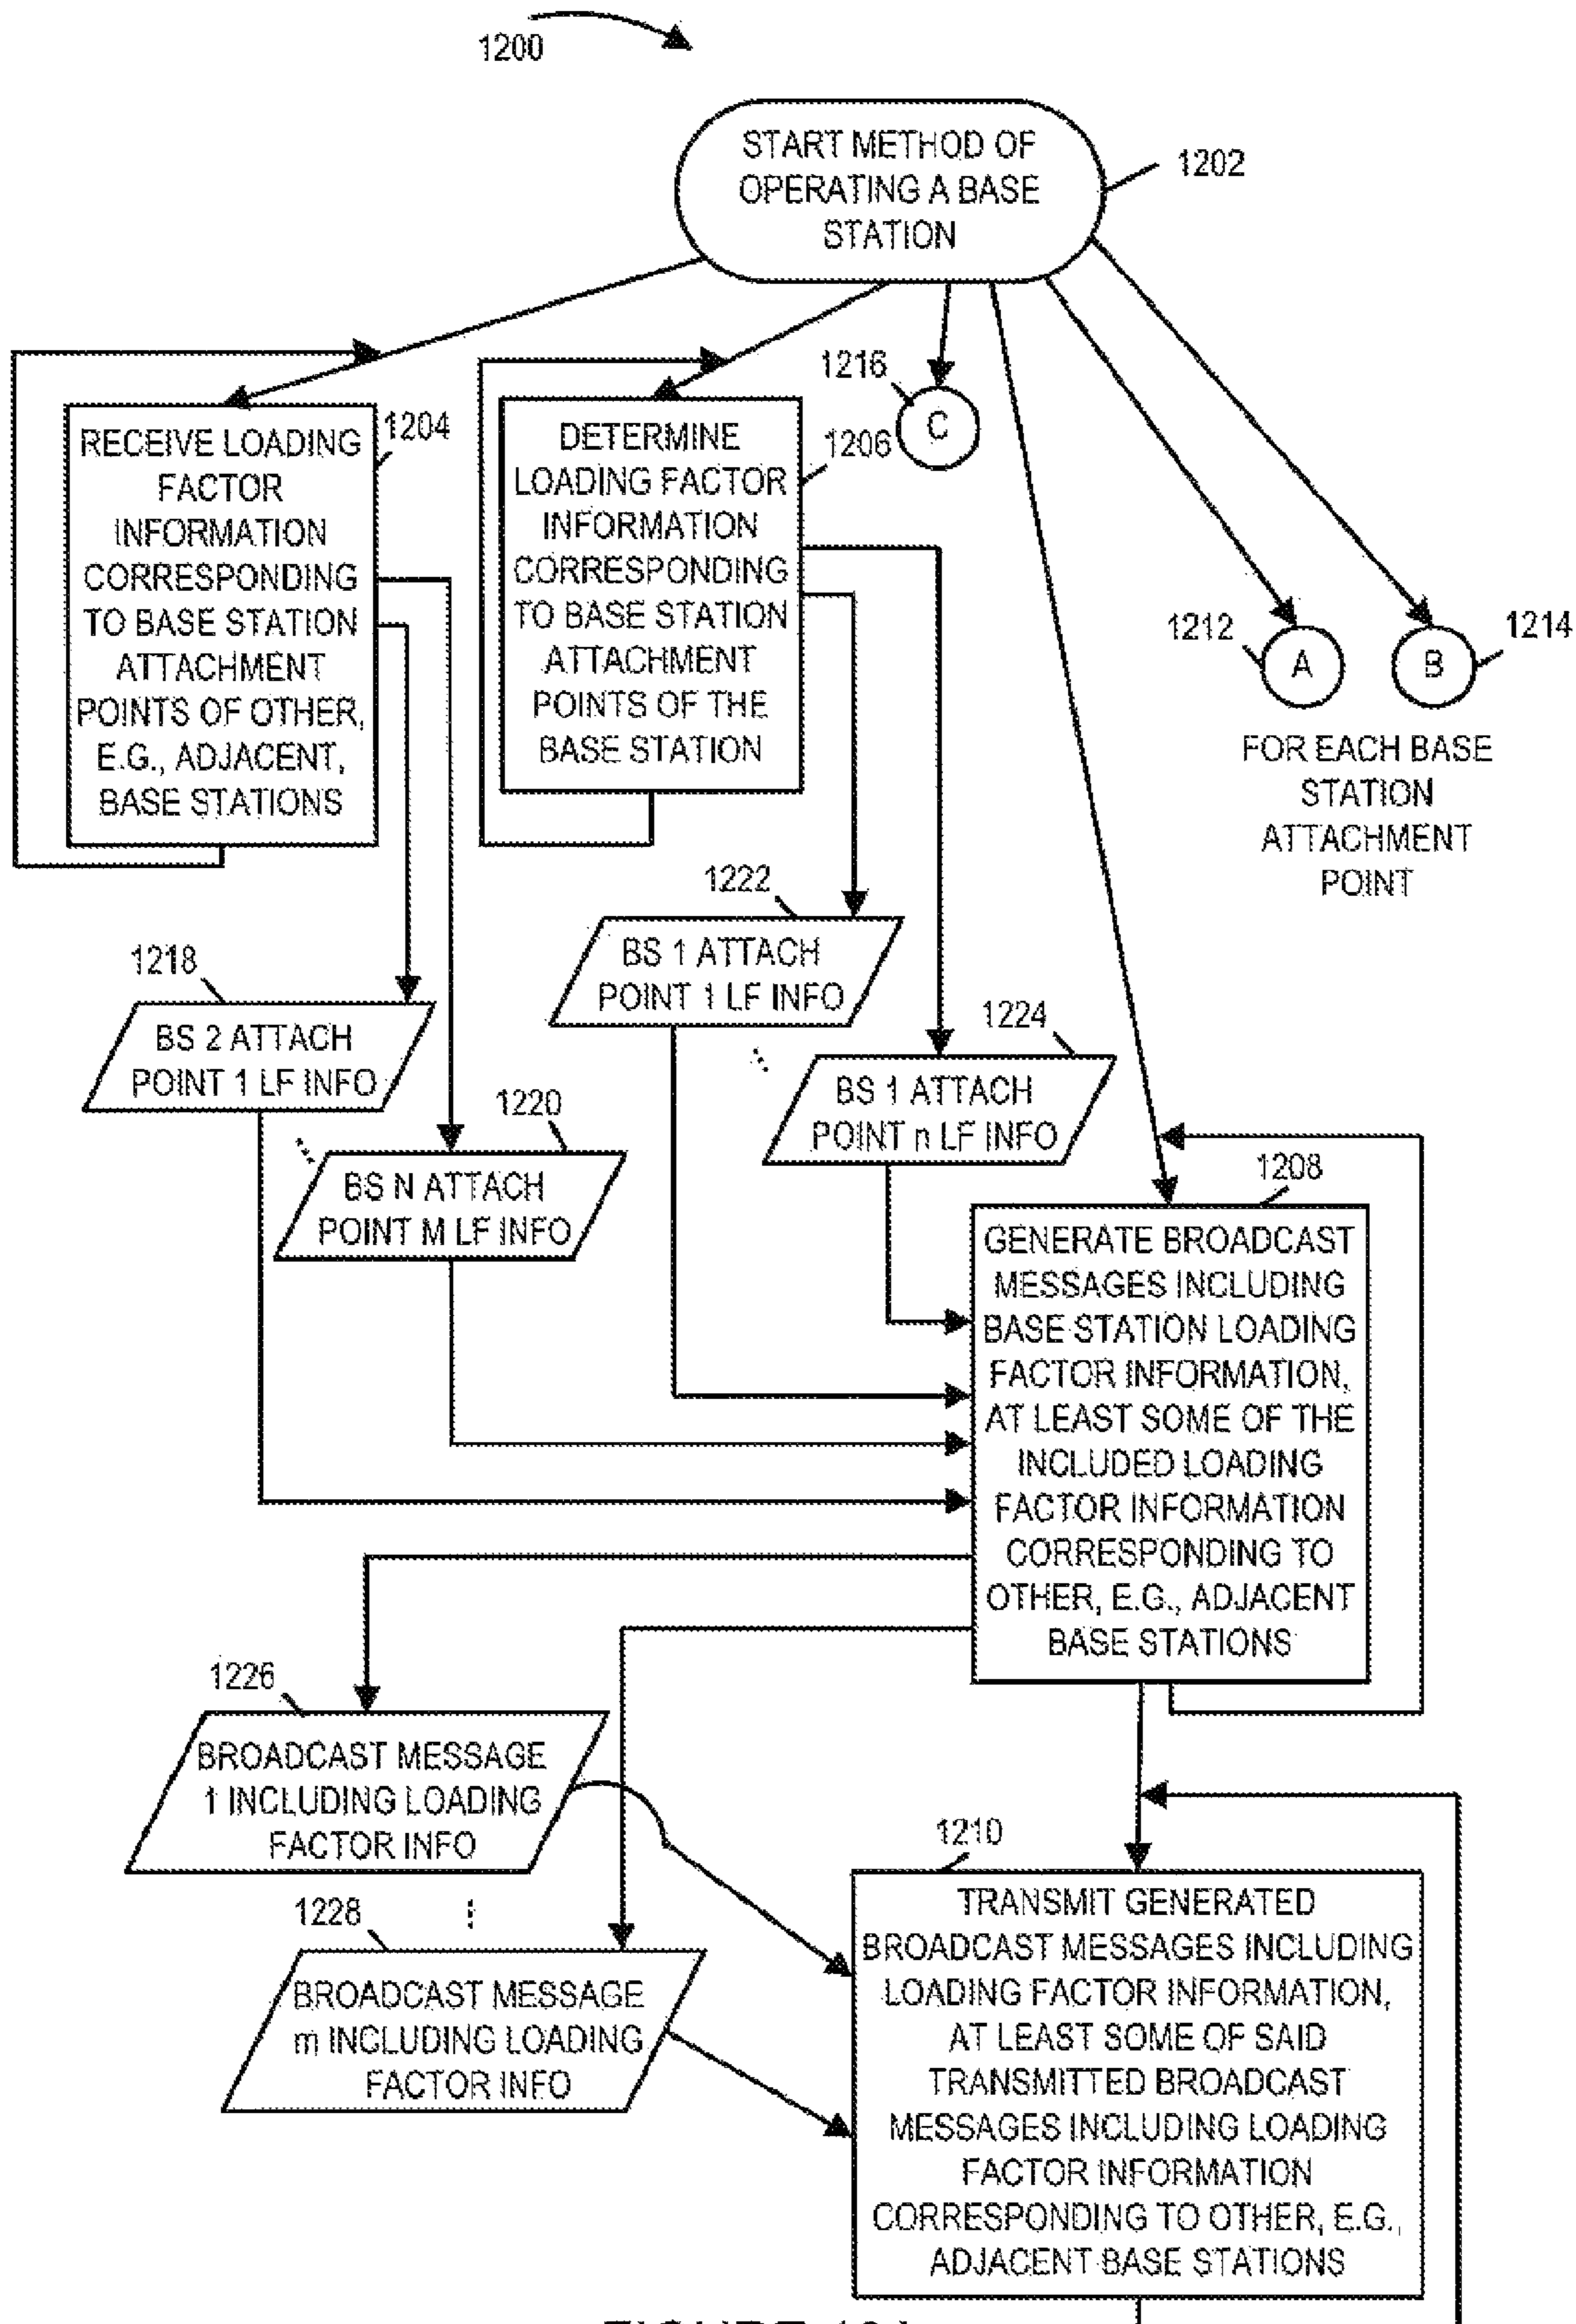 1200
START METHOD OF
OPERATING A BASE
STATION
1202
1216
C
1204
RECEIVE LOADING
FACTOR
INFORMATION
CORRESPONDING
TO BASE STATION
ATTACHMENT
POINTS OF OTHER,
E.G., ADJACENT,
BASE STATIONS
1206
DETERMINE
LOADING FACTOR
INFORMATION
CORRESPONDING
TO BASE STATION
ATTACHMENT
POINTS OF THE
BASE STATION
1212
A
B
1214
FOR EACH BASE
STATION
ATTACHMENT
POINT
1222
BS 1 ATTACH
POINT 1 LF INFO
1218
BS 2 ATTACH
POINT 1 LF INFO
1224
BS 1 ATTACH
POINT n LF INFO
1220
BS N ATTACH
POINT M LF INFO
1208
GENERATE BROADCAST
MESSAGES INCLUDING
BASE STATION LOADING
FACTOR INFORMATION,
AT LEAST SOME OF THE
INCLUDED LOADING
FACTOR INFORMATION
CORRESPONDING TO
OTHER, E.G., ADJACENT
BASE STATIONS
1226
BROADCAST MESSAGE
1 INCLUDING LOADING
FACTOR INFO
1228
BROADCAST MESSAGE
m INCLUDING LOADING
FACTOR INFO
1210
TRANSMIT GENERATED
BROADCAST MESSAGES INCLUDING
LOADING FACTOR INFORMATION,
AT LEAST SOME OF SAID
TRANSMITTED BROADCAST
MESSAGES INCLUDING LOADING
FACTOR INFORMATION
CORRESPONDING TO OTHER, E.G.,
ADJACENT BASE STATIONS